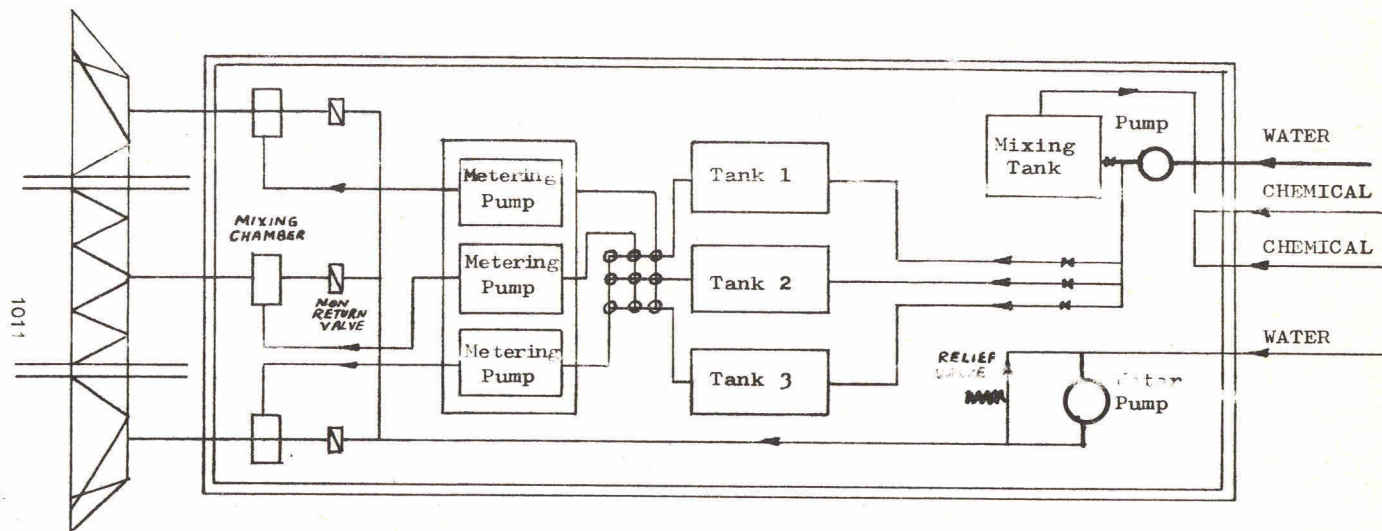 Mixing
Tank
Pump
WATER
CHEMICAL
CHEMICAL
WATER
Metering
Pump
Metering
Pump
Metering
Pump
Tank 1
Tank 2
Tank 3
MIXING
CHAMBER
NON
RETURN
VALVE
RELIEF
VALVE
Pump
1011